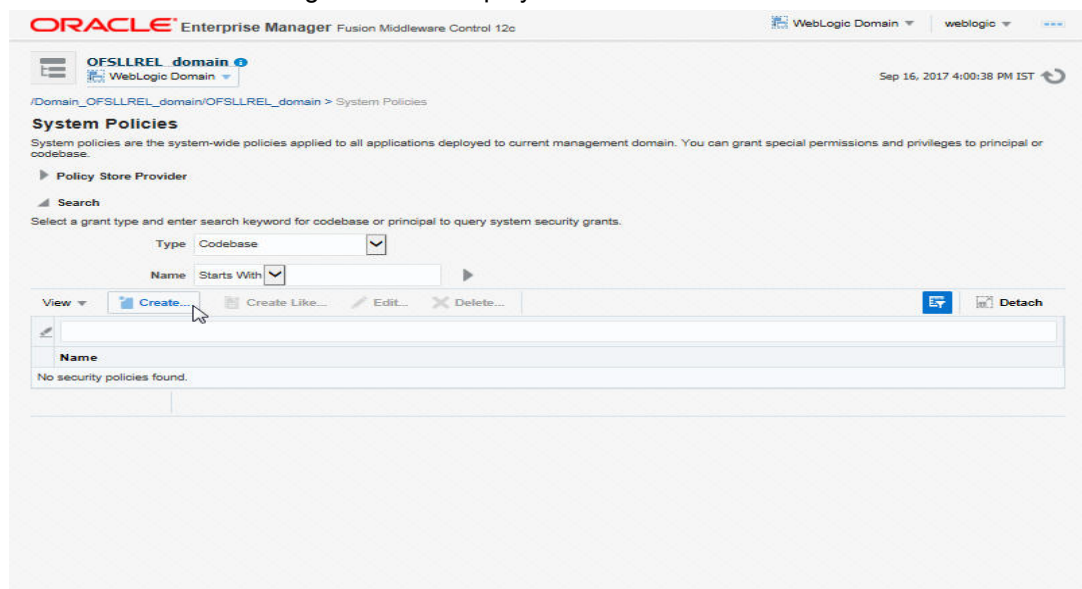 ORACLE Enterprise Manager Fusion Middleware Control 12c
WebLogic Domain
weblogic
OFSLLREL_domain
WebLogic Domain
Sep 16, 2017 4:00:38 PM IST
/Domain_OFSLLREL_domain/OFSLLREL_domain > System Policies
System Policies
System policies are the system-wide policies applied to all applications deployed to current management domain. You can grant special permissions and privileges to principal or
codebase.
Policy Store Provider
Search
Select a grant type and enter search keyword for codebase or principal to query system security grants.
Type Codebase
Name Starts With
View Create... Create Like... Edit... Delete... Detach
Name
No security policies found.